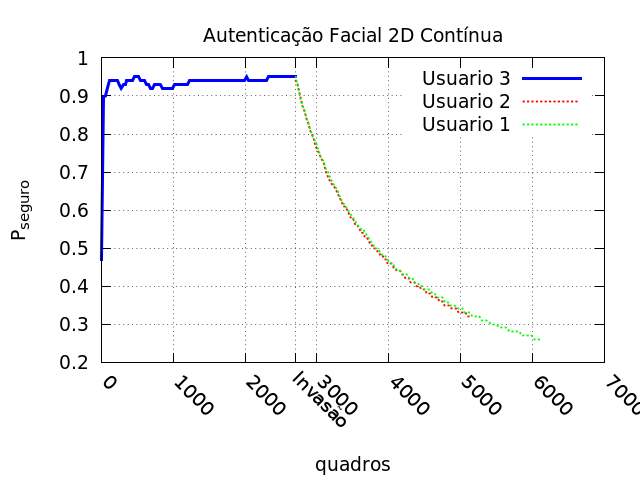 Autenticação Facial 2D Contínua
Usuario 3
Usuario 2
Usuario 1
P seguro
1
0.9
0.8
0.7
0.6
0.5
0.4
0.3
0.2
0
1000
2000
Invasão
3000
4000
5000
6000
7000
quadros